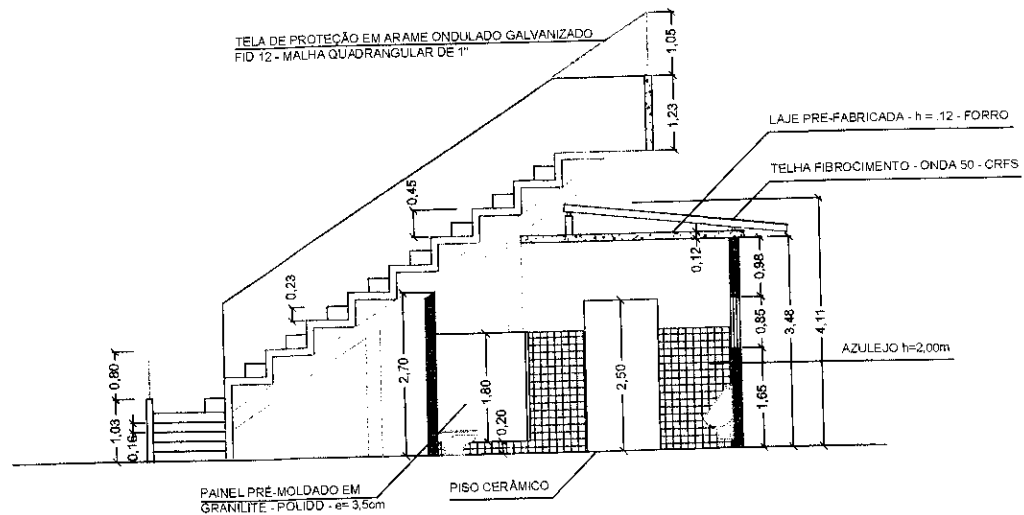 TELA DE PROTEÇÃO EM ARAME ONDULADO GALVANIZADO
FID 12 - MALHA QUADRANGULAR DE 1"
1,05
1,23
LAJE PRE-FABRICADA - h = .12 - FORRO
TELHA FIBROCIMENTO - ONDA 50 - CRFS
0,45
0,12
0,98
0,23
0,85
3,48
4,11
AZULEJO h=2,00m
0,80
2,70
1,80
2,50
1,65
1,03
0,16
0,20
PAINEL PRÉ-MOLDADO EM
GRANILITE - POLIDO - e= 3,5cm
PISO CERÂMICO